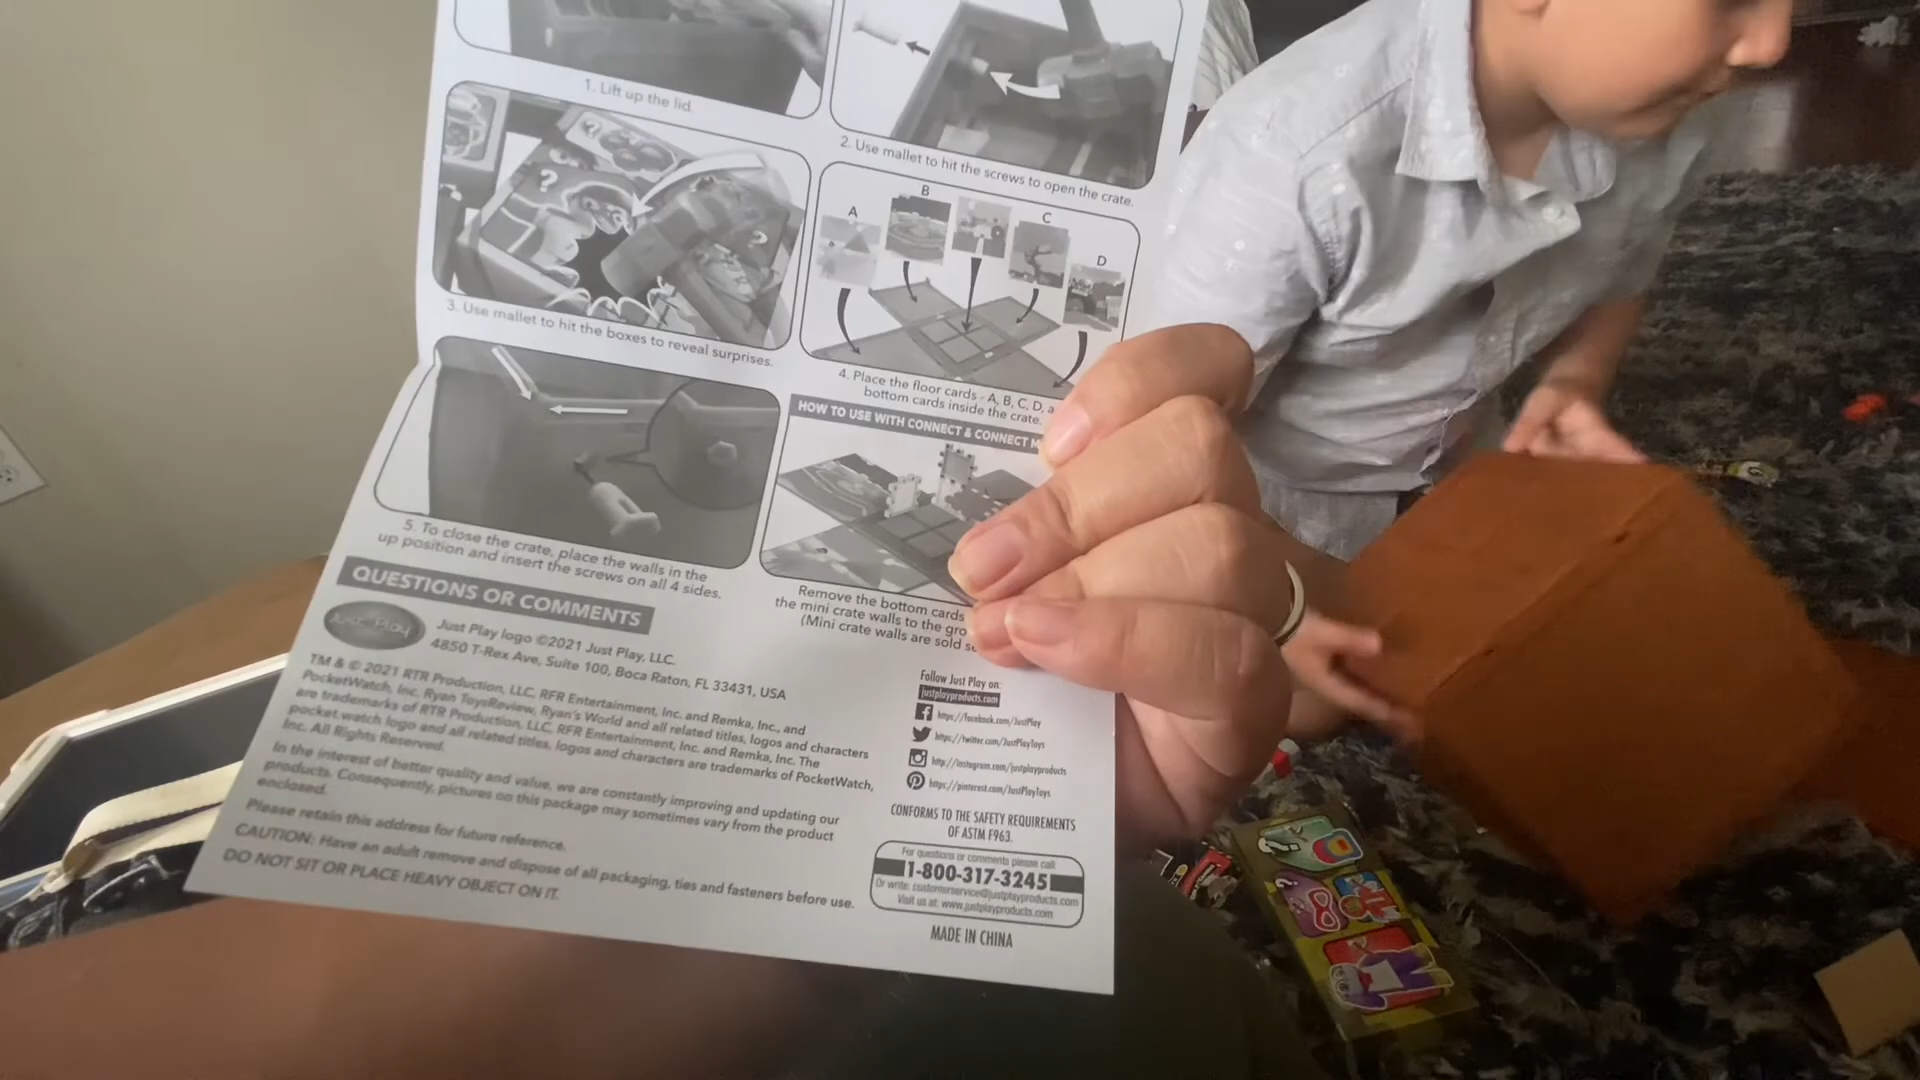 1. Lift up the lid.
2. Use mallet to hit the screws to open the crate.
?
?
?
3. Use mallet to hit the boxes to reveal surprises.
A
B
C
D
4. Place the floor cards - A, B, C, D, a
bottom cards inside the crate.
5. To close the crate, place the walls in the
up position and insert the screws on all 4 sides.
HOW TO USE WITH CONNECT & CONNECT M
Remove the bottom cards
the mini crate walls to the gro
(Mini crate walls are sold se
QUESTIONS OR COMMENTS
Just Play
Just Play logo ©2021 Just Play, LLC.
4850 T-Rex Ave, Suite 100, Boca Raton, FL 33431, USA
TM & © 2021 RTR Production, LLC, RFR Entertainment, Inc. and Remka, Inc., and
PocketWatch, Inc. Ryan ToysReview, Ryan's World and all related titles, logos and characters
are trademarks of RTR Production, LLC, RFR Entertainment, Inc. and Remka, Inc. The
pocket.watch logo and all related titles, logos and characters are trademarks of PocketWatch,
Inc. All Rights Reserved.
In the interest of better quality and value, we are constantly improving and updating our
products. Consequently, pictures on this package may sometimes vary from the product
enclosed.
Please retain this address for future reference.
CAUTION: Have an adult remove and dispose of all packaging, ties and fasteners before use.
DO NOT SIT OR PLACE HEAVY OBJECT ON IT.
Follow Just Play on:
justplayproducts.com
https://facebook.com/JustPlay
https://twitter.com/JustPlayToys
http://instagram.com/justplayproducts
https://pinterest.com/JustPlayToys
CONFORMS TO THE SAFETY REQUIREMENTS
OF ASTM F963.
For questions or comments please call:
1-800-317-3245
Or write: customerservice@justplayproducts.com
Visit us at: www.justplayproducts.com
MADE IN CHINA
?
?